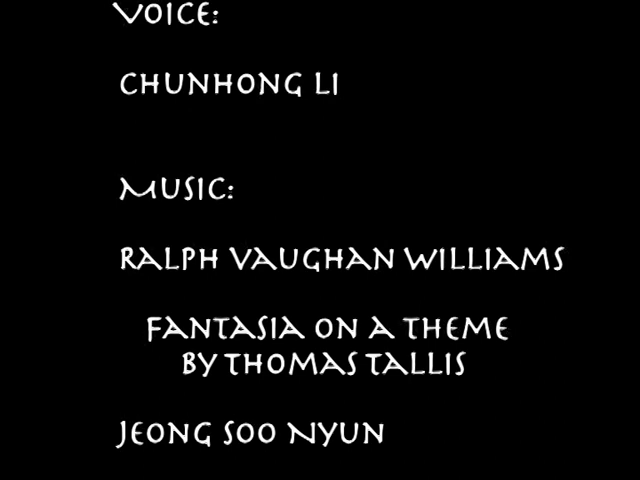 Voice:
Chunhong Li
Music:
Ralph Vaughan Williams
Fantasia on a Theme
by Thomas Tallis
Jeong Soo Nyun